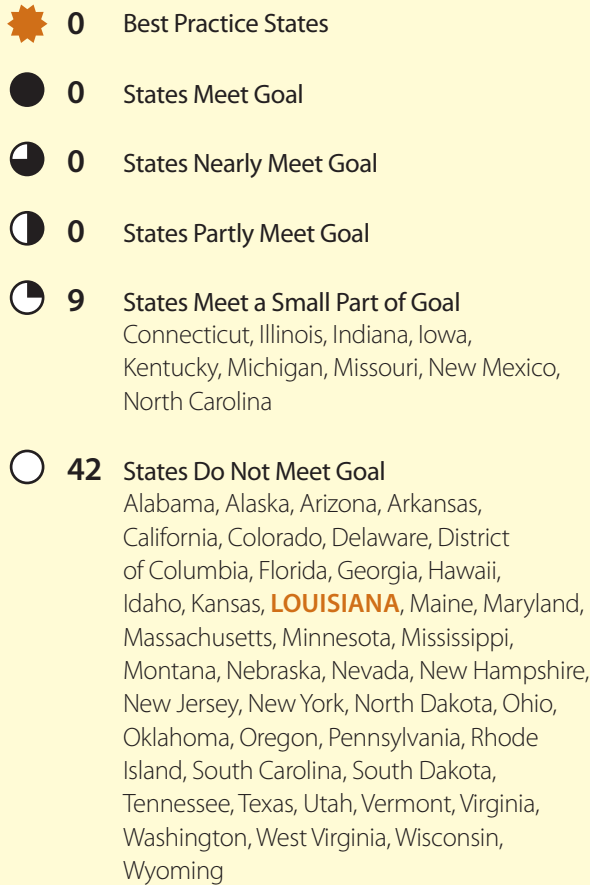 0 Best Practice States
0 States Meet Goal
0 States Nearly Meet Goal
0 States Partly Meet Goal
9 States Meet a Small Part of Goal
Connecticut, Illinois, Indiana, Iowa,
Kentucky, Michigan, Missouri, New Mexico,
North Carolina
42 States Do Not Meet Goal
Alabama, Alaska, Arizona, Arkansas,
California, Colorado, Delaware, District
of Columbia, Florida, Georgia, Hawaii,
Idaho, Kansas, LOUISIANA, Maine, Maryland,
Massachusetts, Minnesota, Mississippi,
Montana, Nebraska, Nevada, New Hampshire,
New Jersey, New York, North Dakota, Ohio,
Oklahoma, Oregon, Pennsylvania, Rhode
Island, South Carolina, South Dakota,
Tennessee, Texas, Utah, Vermont, Virginia,
Washington, West Virginia, Wisconsin,
Wyoming